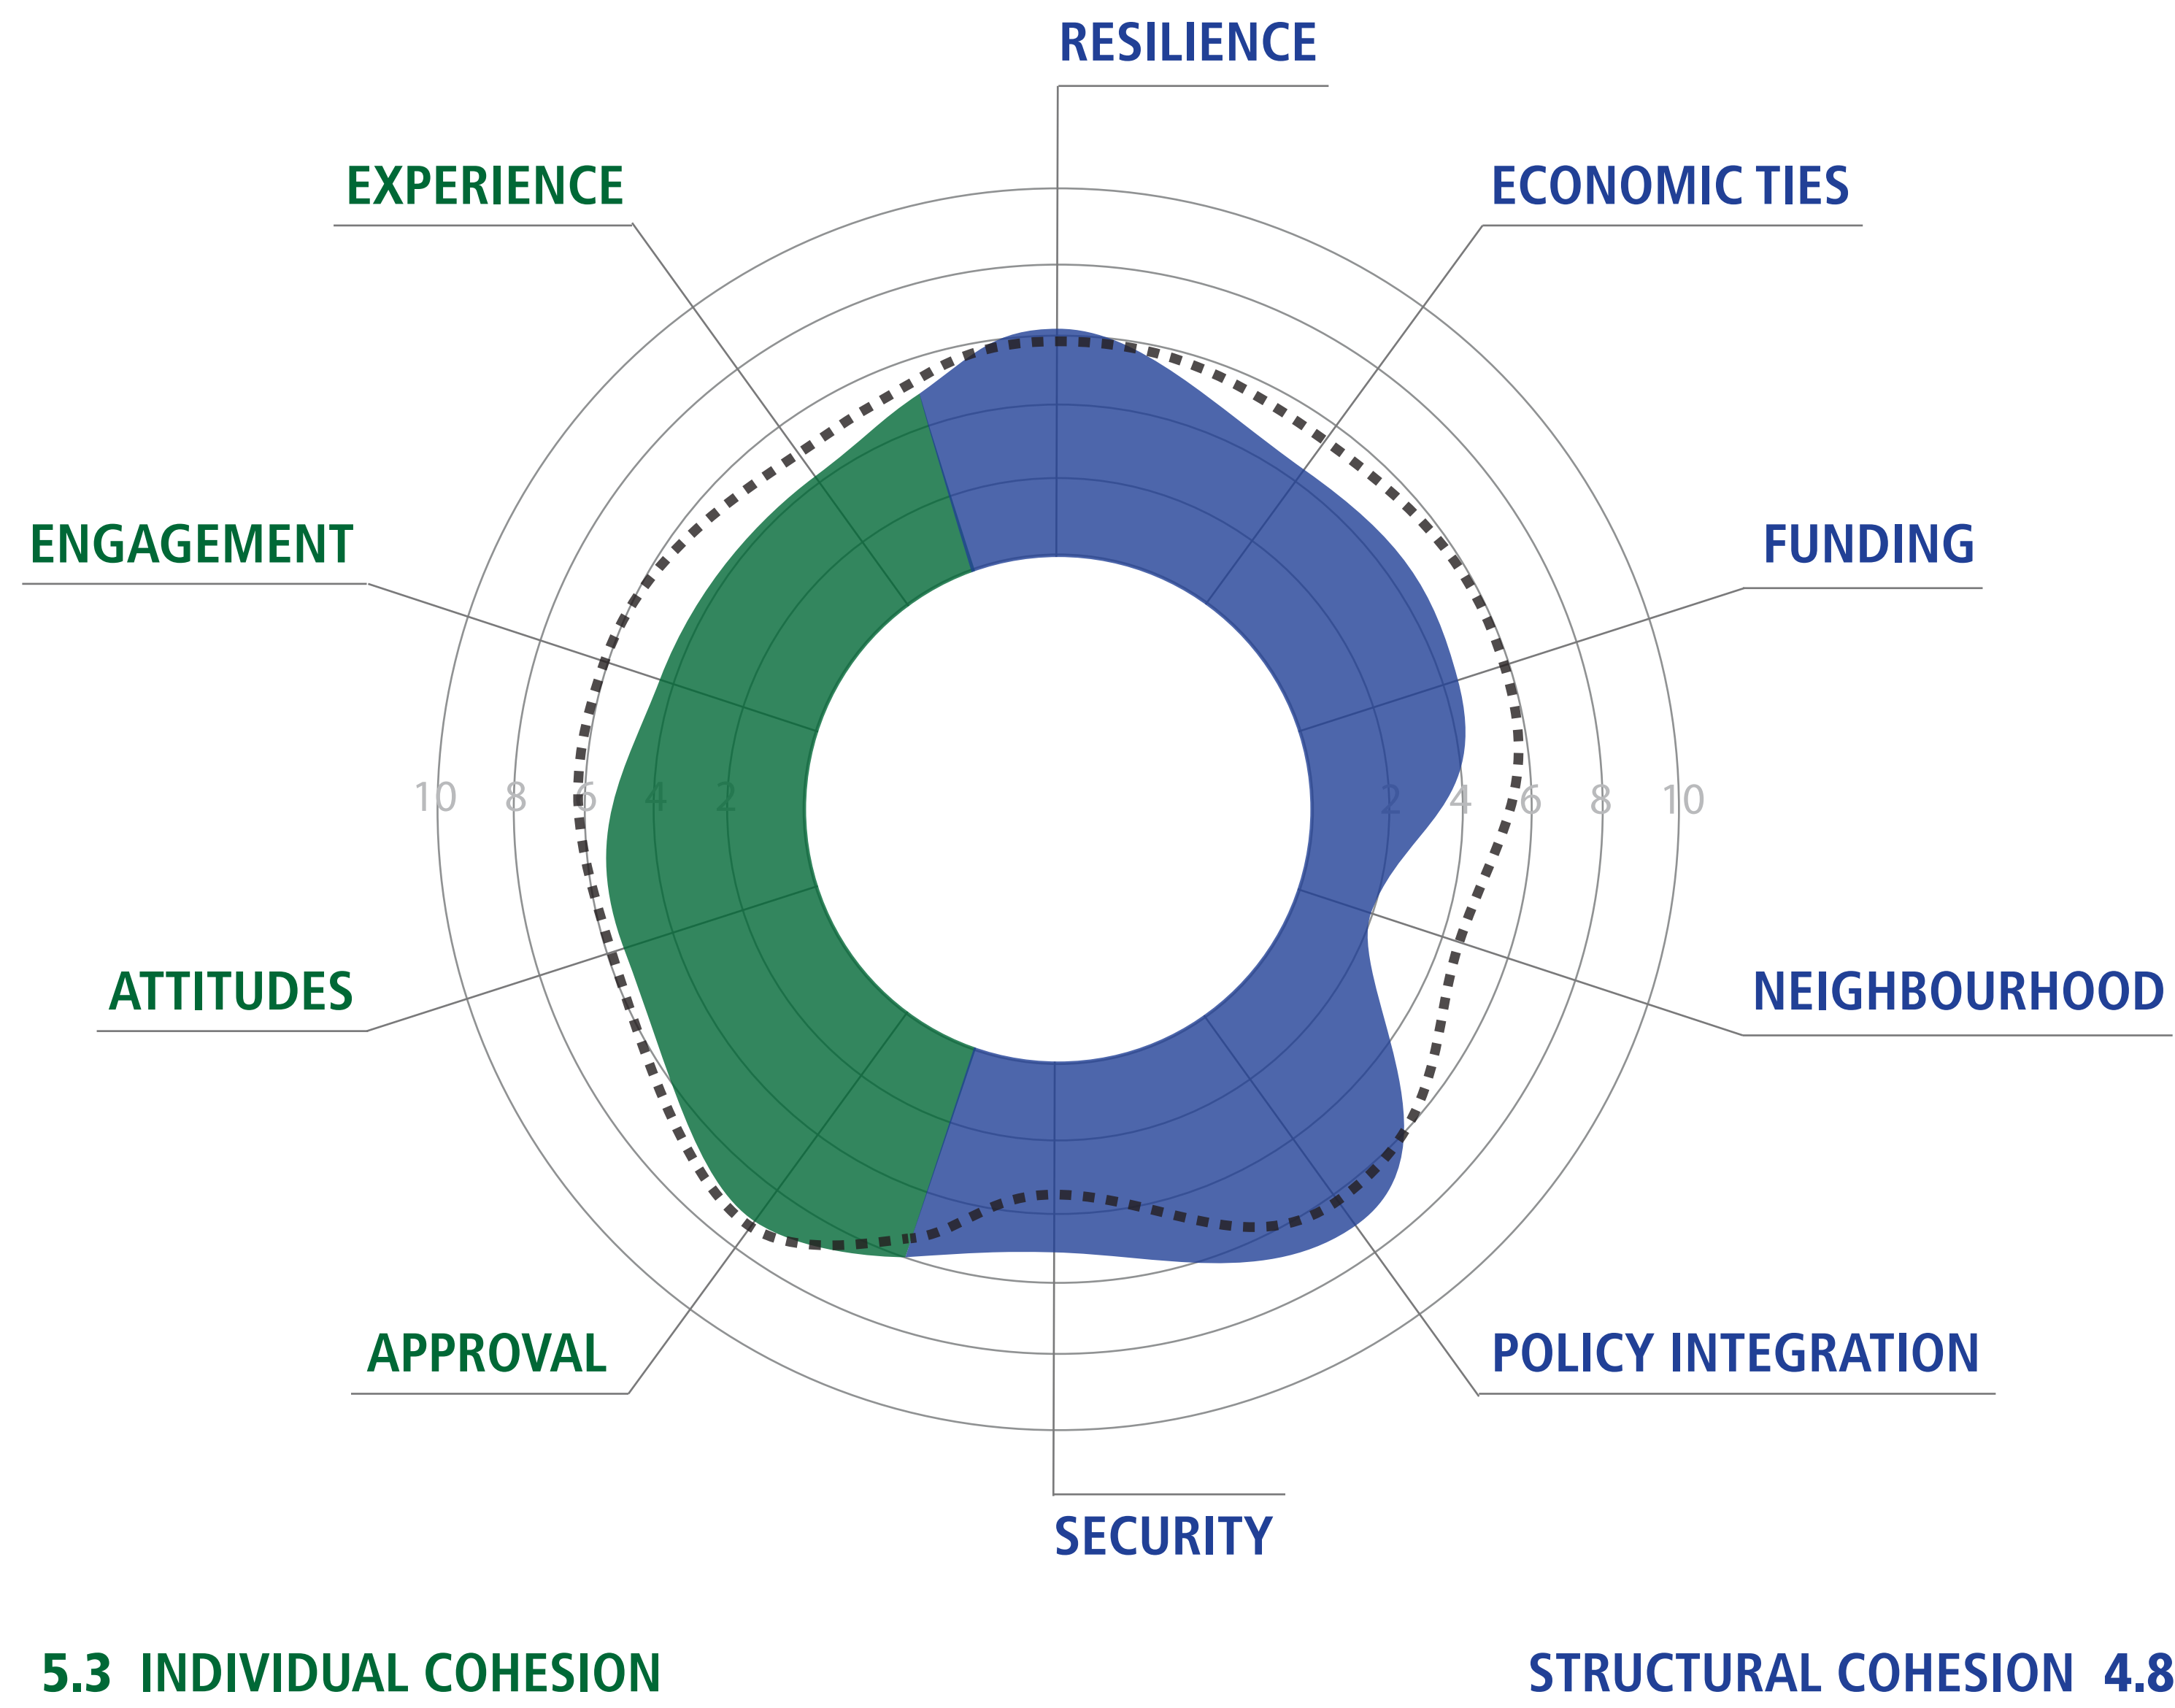 RESILIENCE
EXPERIENCE
ECONOMIC TIES
ENGAGEMENT
FUNDING
10 8 6 4 2 2 4 6 8 10
ATTITUDES
NEIGHBOURHOOD
APPROVAL
POLICY INTEGRATION
SECURITY
5.3 INDIVIDUAL COHESION
STRUCTURAL COHESION 4.8